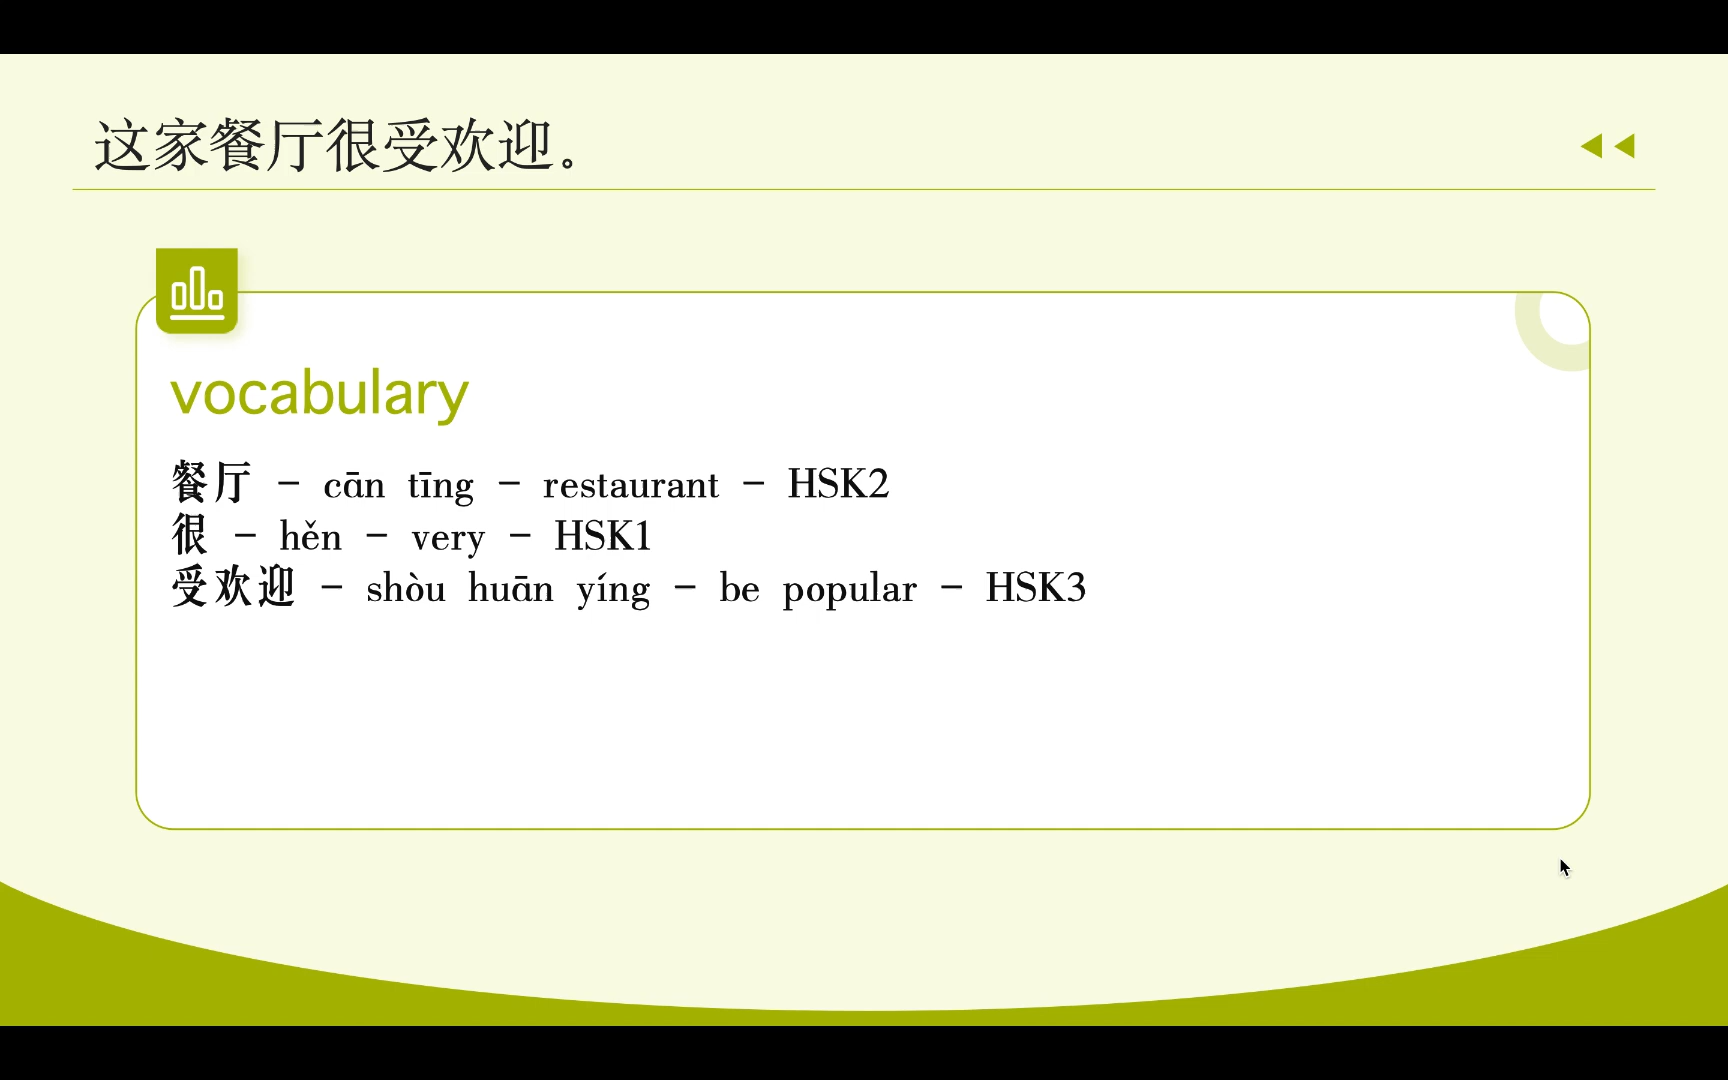 这家餐厅很受欢迎。
vocabulary
餐厅 - cān tīng - restaurant - HSK2
很 - hěn - very - HSK1
受欢迎 - shòu huān yíng - be popular - HSK3